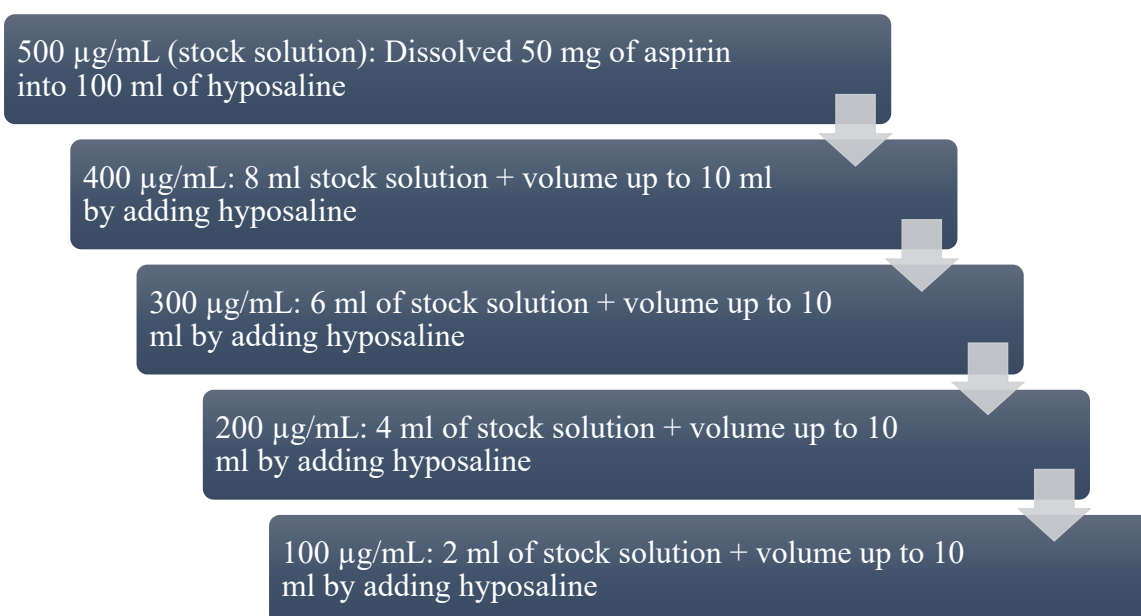 500 µg/mL (stock solution): Dissolved 50 mg of aspirin
into 100 ml of hyposaline
400 µg/mL: 8 ml stock solution + volume up to 10 ml
by adding hyposaline
300 µg/mL: 6 ml of stock solution + volume up to 10
ml by adding hyposaline
200 µg/mL: 4 ml of stock solution + volume up to 10
ml by adding hyposaline
100 µg/mL: 2 ml of stock solution + volume up to 10
ml by adding hyposaline